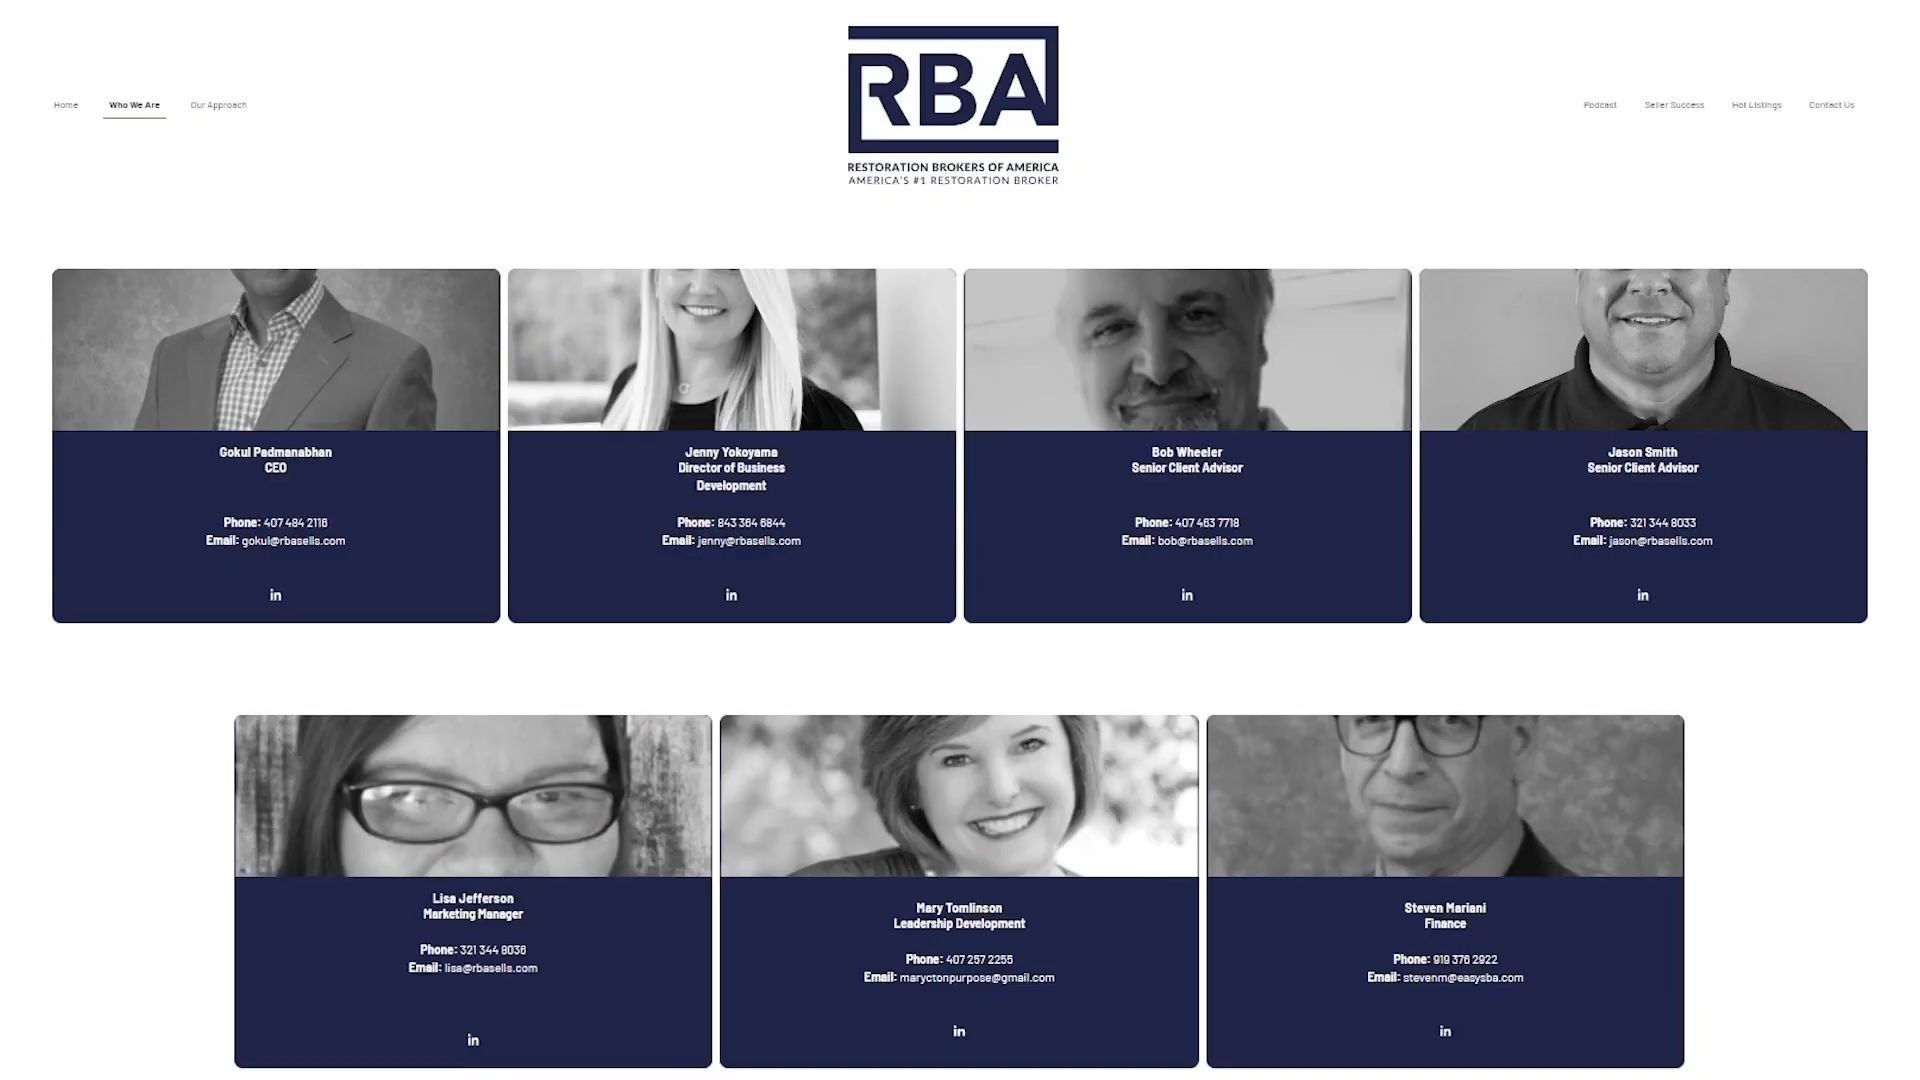 Home
Who We Are
Our Approach
RBA
RESTORATION BROKERS OF AMERICA
AMERICA'S #1 RESTORATION BROKER
Podcast
Seller Success
Hot Listings
Contact Us
Gokul Padmanabhan
CEO
Phone: 407 484 2116
Email: gokul@rbasells.com
in
Jenny Yokoyama
Director of Business
Development
Phone: 843 364 6844
Email: jenny@rbasells.com
in
Bob Wheeler
Senior Client Advisor
Phone: 407 463 7718
Email: bob@rbasells.com
in
Jason Smith
Senior Client Advisor
Phone: 321 344 8033
Email: jason@rbasells.com
in
Lisa Jefferson
Marketing Manager
Phone: 321 344 8036
Email: lisa@rbasells.com
in
Mary Tomlinson
Leadership Development
Phone: 407 257 2255
Email: maryctonpurpose@gmail.com
in
Steven Mariani
Finance
Phone: 919 376 2922
Email: stevenm@easysba.com
in